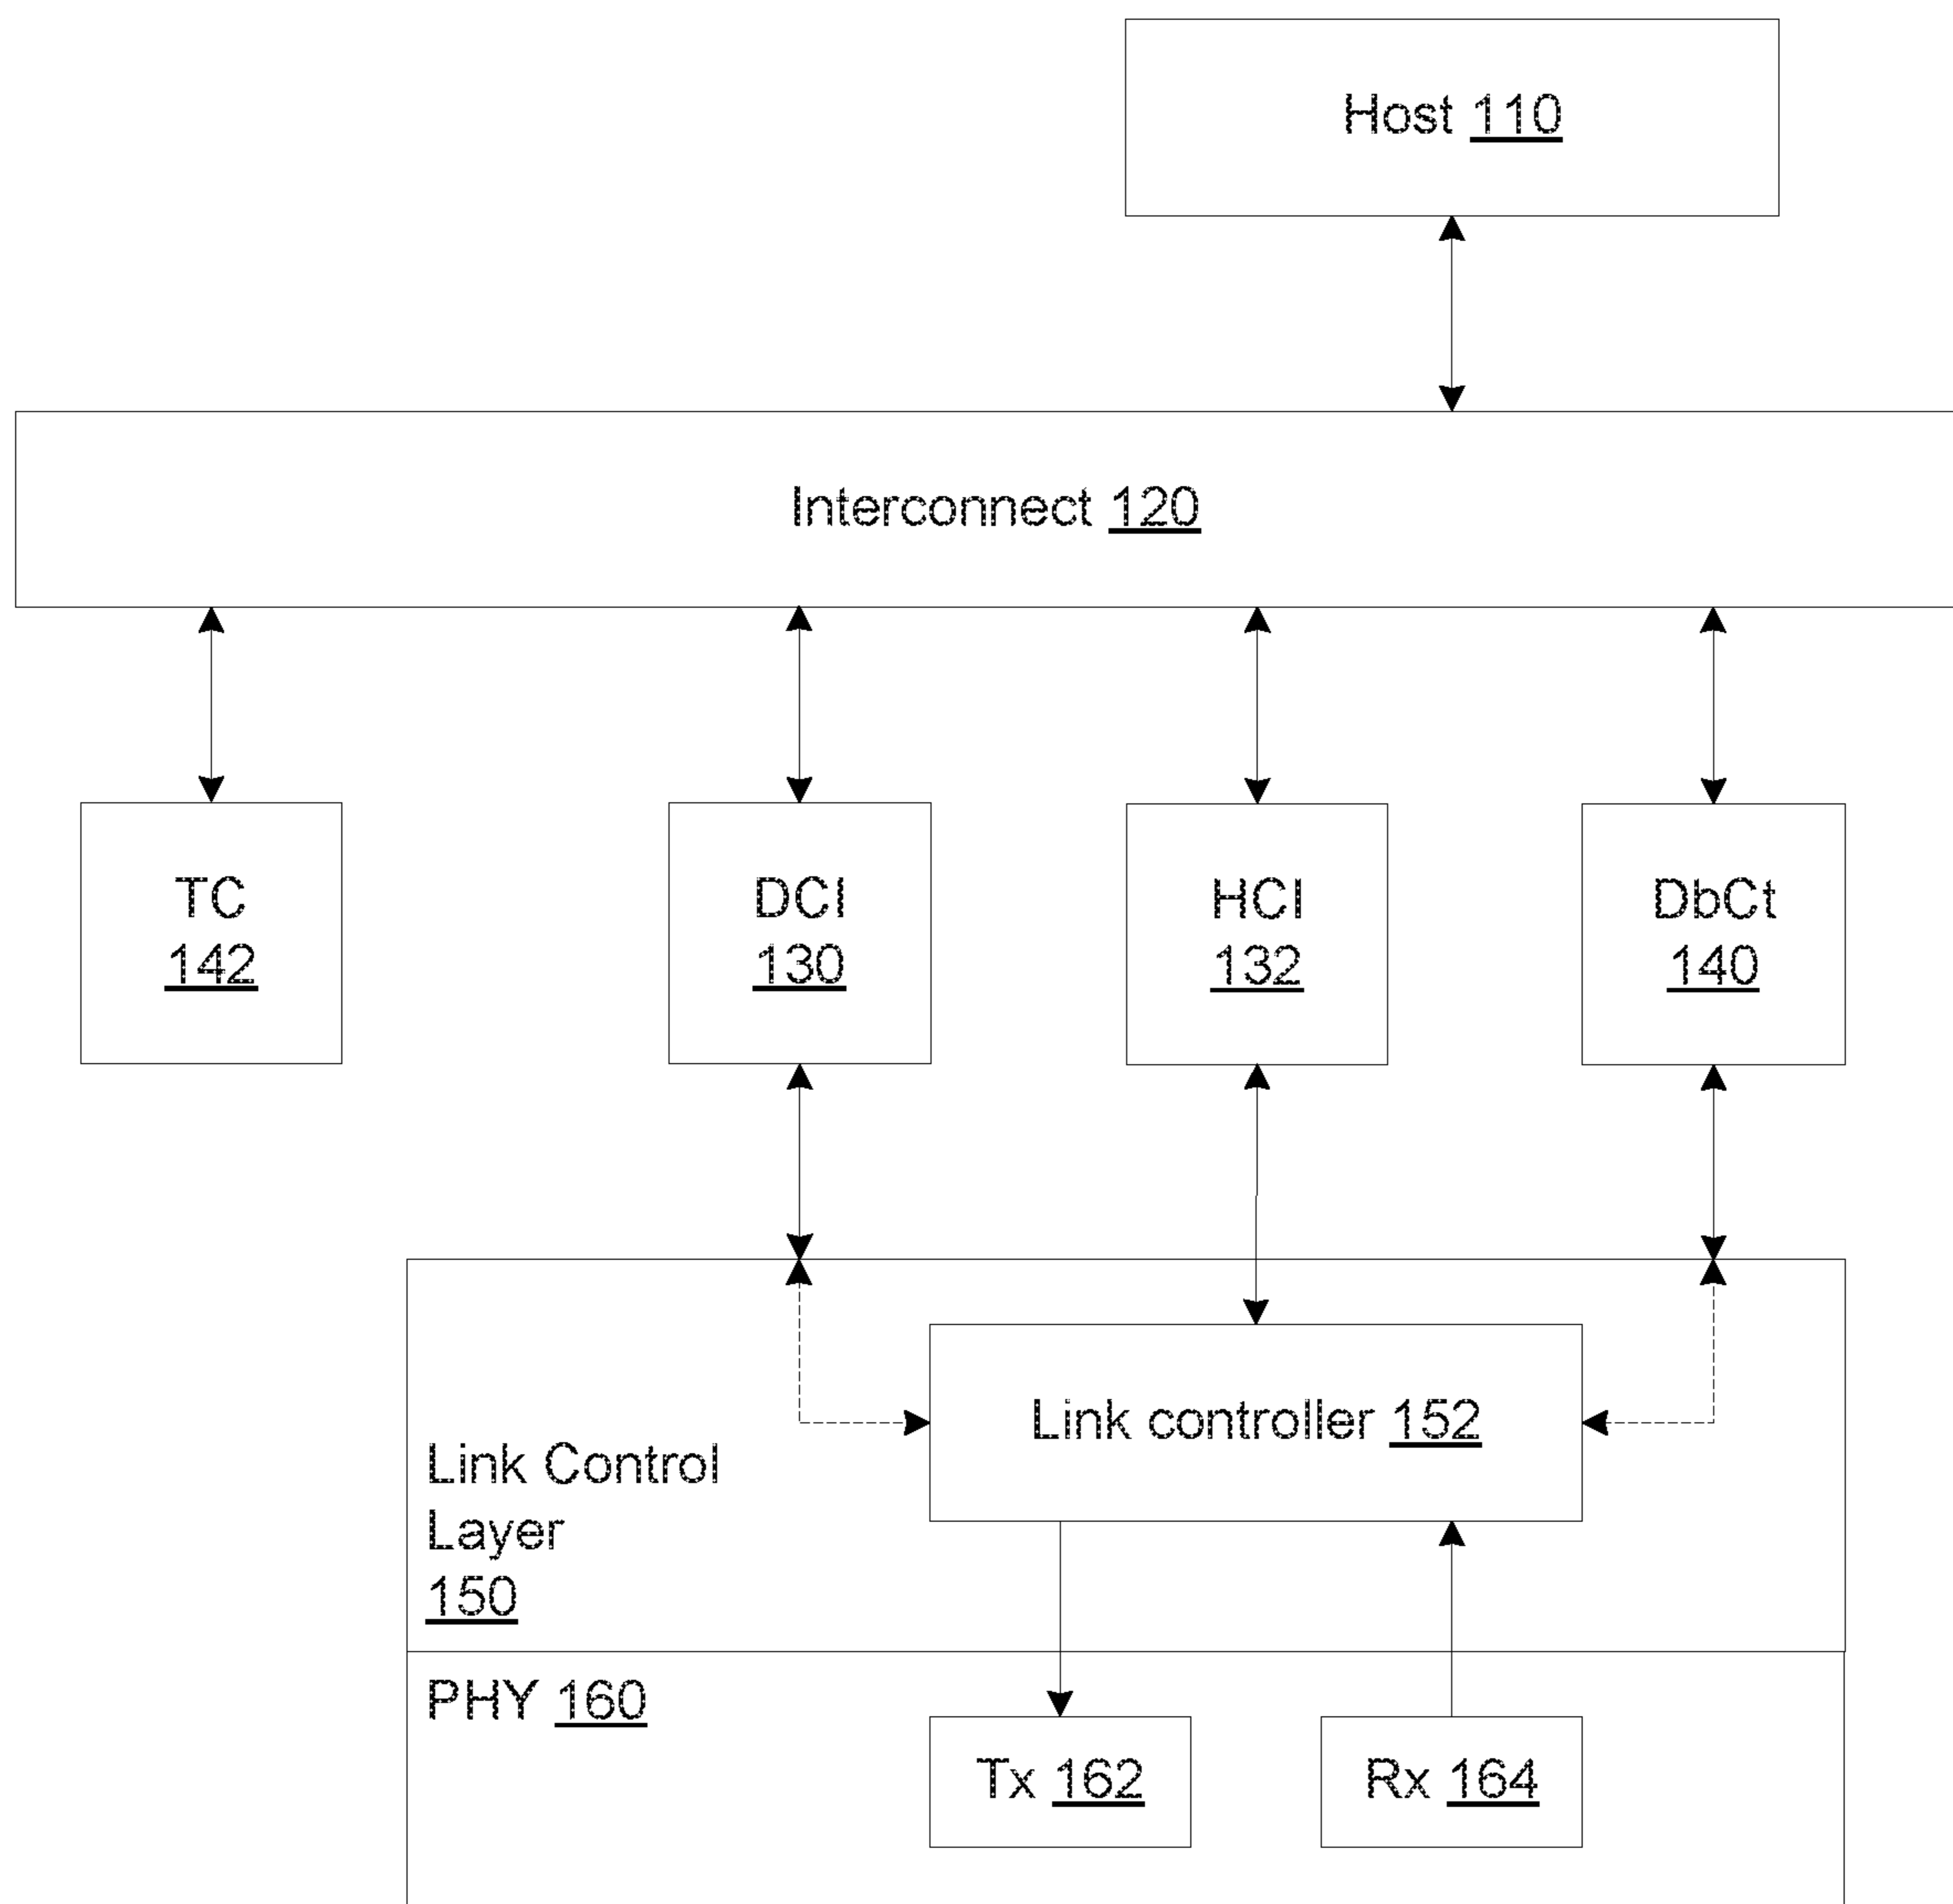 Host 110
Interconnect 120
TC
142
DCI
130
HCI
132
DbCt
140
Link controller 152
Link Control
Layer
150
PHY 160
Tx 162
Rx 164